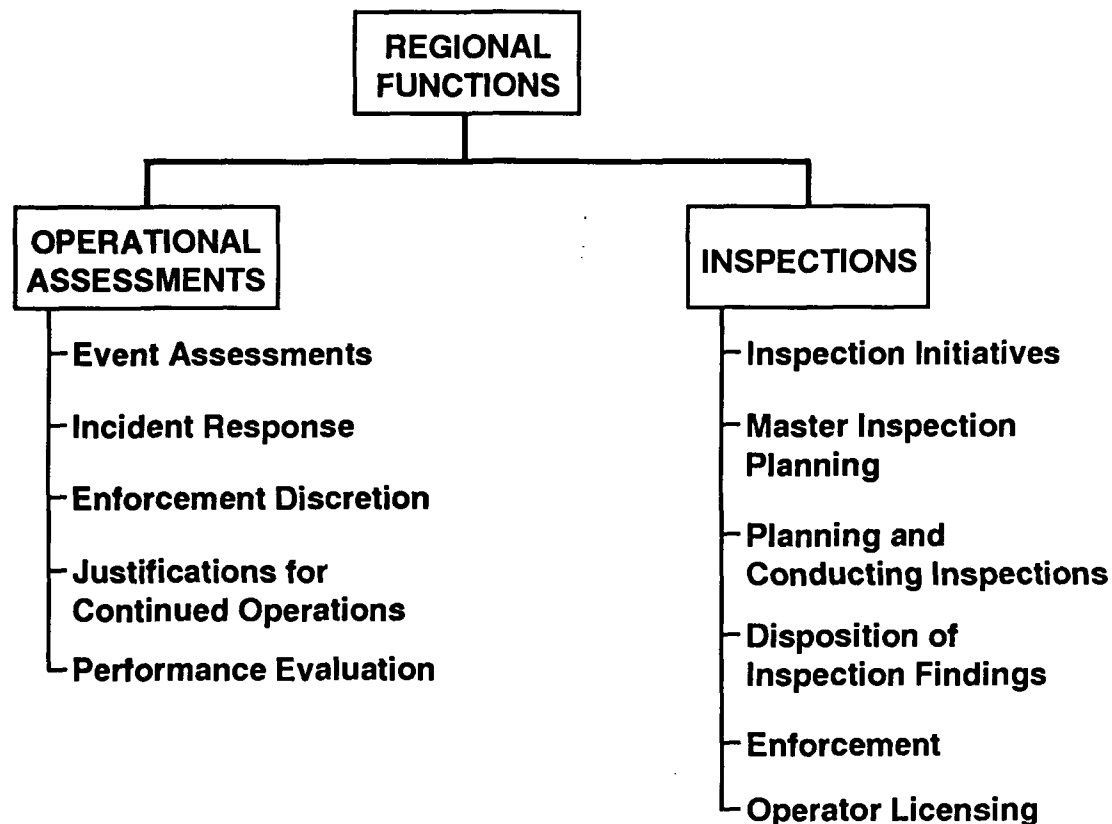 REGIONAL
FUNCTIONS
OPERATIONAL
ASSESSMENTS
Event Assessments
Incident Response
Enforcement Discretion
Justifications for
Continued Operations
Performance Evaluation
INSPECTIONS
Inspection Initiatives
Master Inspection
Planning
Planning and
Conducting Inspections
Disposition of
Inspection Findings
Enforcement
Operator Licensing